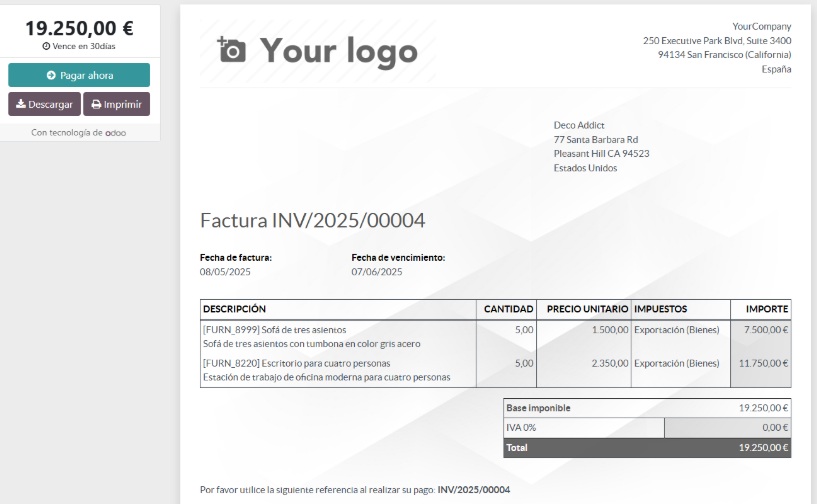 19.250,00 €
Vence en 30días
Pagar ahora
Descargar
Imprimir
Con tecnología de odoo
Your logo
YourCompany
250 Executive Park Blvd, Suite 3400
94134 San Francisco (California)
España
Deco Addict
77 Santa Barbara Rd
Pleasant Hill CA 94523
Estados Unidos
Factura INV/2025/00004
Fecha de factura: Fecha de vencimiento:
08/05/2025 07/06/2025
DESCRIPCIÓN CANTIDAD PRECIO UNITARIO IMPUESTOS IMPORTE
[FURN_8999] Sofá de tres asientos 5,00 1.500,00 Exportación (Bienes) 7.500,00 €
Sofá de tres asientos con tumbona en color gris acero
[FURN_8220] Escritorio para cuatro personas 5,00 2.350,00 Exportación (Bienes) 11.750,00 €
Estación de trabajo de oficina moderna para cuatro personas
Base imponible 19.250,00 €
IVA 0% 0,00 €
Total 19.250,00 €
Por favor utilice la siguiente referencia al realizar su pago: INV/2025/00004